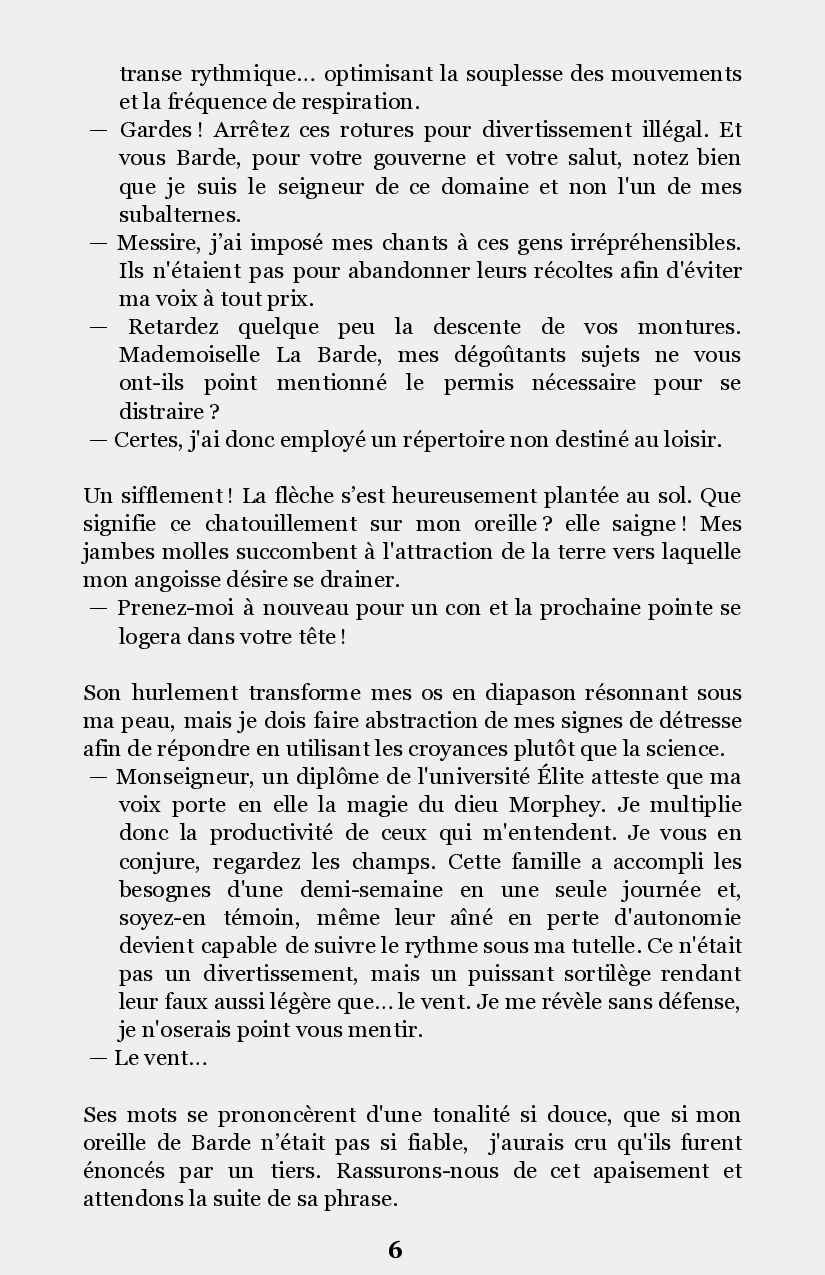 transe rythmique... optimisant la souplesse des mouvements
et la fréquence de respiration.
— Gardes ! Arrêtez ces rotures pour divertissement illégal. Et
vous Barde, pour votre gouverne et votre salut, notez bien
que je suis le seigneur de ce domaine et non l'un de mes
subalternes.
— Messire, j’ai imposé mes chants à ces gens irrépréhensibles.
Ils n'étaient pas pour abandonner leurs récoltes afin d'éviter
ma voix à tout prix.
— Retardez quelque peu la descente de vos montures.
Mademoiselle La Barde, mes dégoûtants sujets ne vous
ont-ils point mentionné le permis nécessaire pour se
distraire ?
— Certes, j'ai donc employé un répertoire non destiné au loisir.
Un sifflement ! La flèche s’est heureusement plantée au sol. Que
signifie ce chatouillement sur mon oreille ? elle saigne ! Mes
jambes molles succombent à l'attraction de la terre vers laquelle
mon angoisse désire se drainer.
— Prenez-moi à nouveau pour un con et la prochaine pointe se
logera dans votre tête !
Son hurlement transforme mes os en diapason résonnant sous
ma peau, mais je dois faire abstraction de mes signes de détresse
afin de répondre en utilisant les croyances plutôt que la science.
— Monseigneur, un diplôme de l'université Élite atteste que ma
voix porte en elle la magie du dieu Morphey. Je multiplie
donc la productivité de ceux qui m'entendent. Je vous en
conjure, regardez les champs. Cette famille a accompli les
besognes d'une demi-semaine en une seule journée et,
soyez-en témoin, même leur aîné en perte d'autonomie
devient capable de suivre le rythme sous ma tutelle. Ce n'était
pas un divertissement, mais un puissant sortilège rendant
leur faux aussi légère que... le vent. Je me révèle sans défense,
je n'oserais point vous mentir.
— Le vent...
Ses mots se prononcèrent d'une tonalité si douce, que si mon
oreille de Barde n’était pas si fiable, j'aurais cru qu'ils furent
énoncés par un tiers. Rassurons-nous de cet apaisement et
attendons la suite de sa phrase.
6